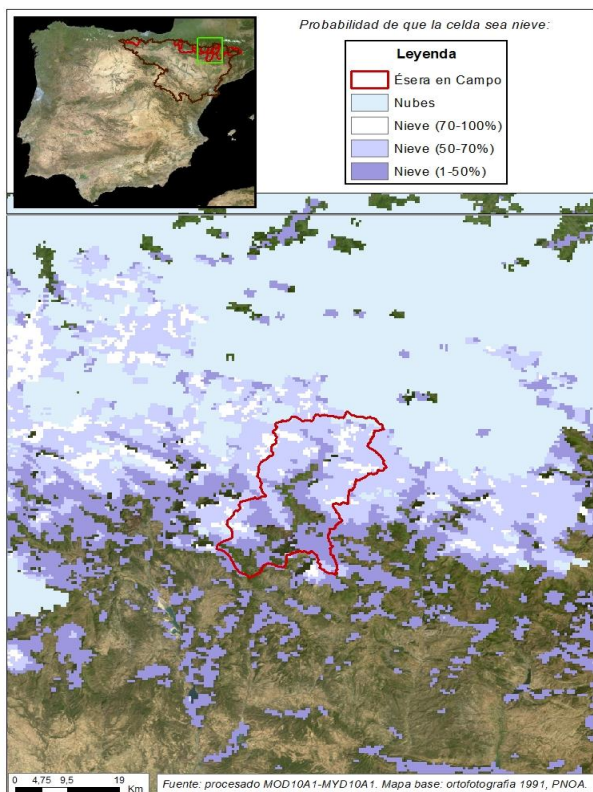 Probabilidad de que la celda sea nieve:
Leyenda
Ésera en Campo
Nubes
Nieve (70-100%)
Nieve (50-70%)
Nieve (1-50%)
0 4,75 9,5 19
Km
Fuente: procesado MOD10A1-MYD10A1. Mapa base: ortofotografía 1991, PNOA.